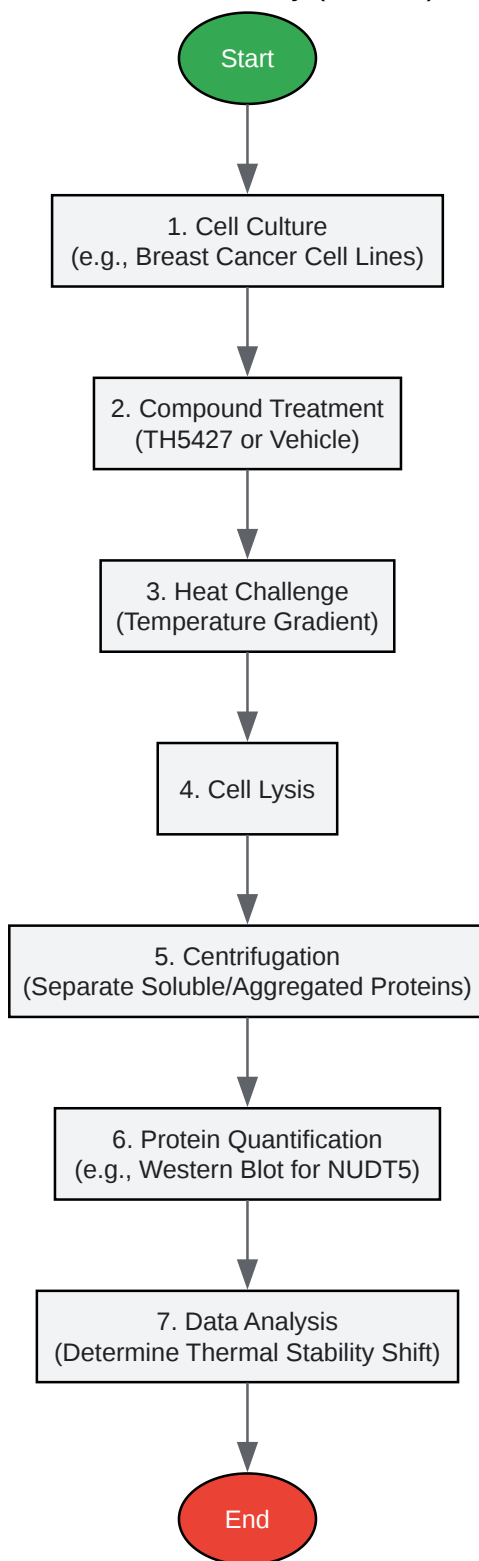 Start
1. Cell Culture
(e.g., Breast Cancer Cell Lines)
2. Compound Treatment
(TH5427 or Vehicle)
3. Heat Challenge
(Temperature Gradient)
4. Cell Lysis
5. Centrifugation
(Separate Soluble/Aggregated Proteins)
6. Protein Quantification
(e.g., Western Blot for NUDT5)
7. Data Analysis
(Determine Thermal Stability Shift)
End